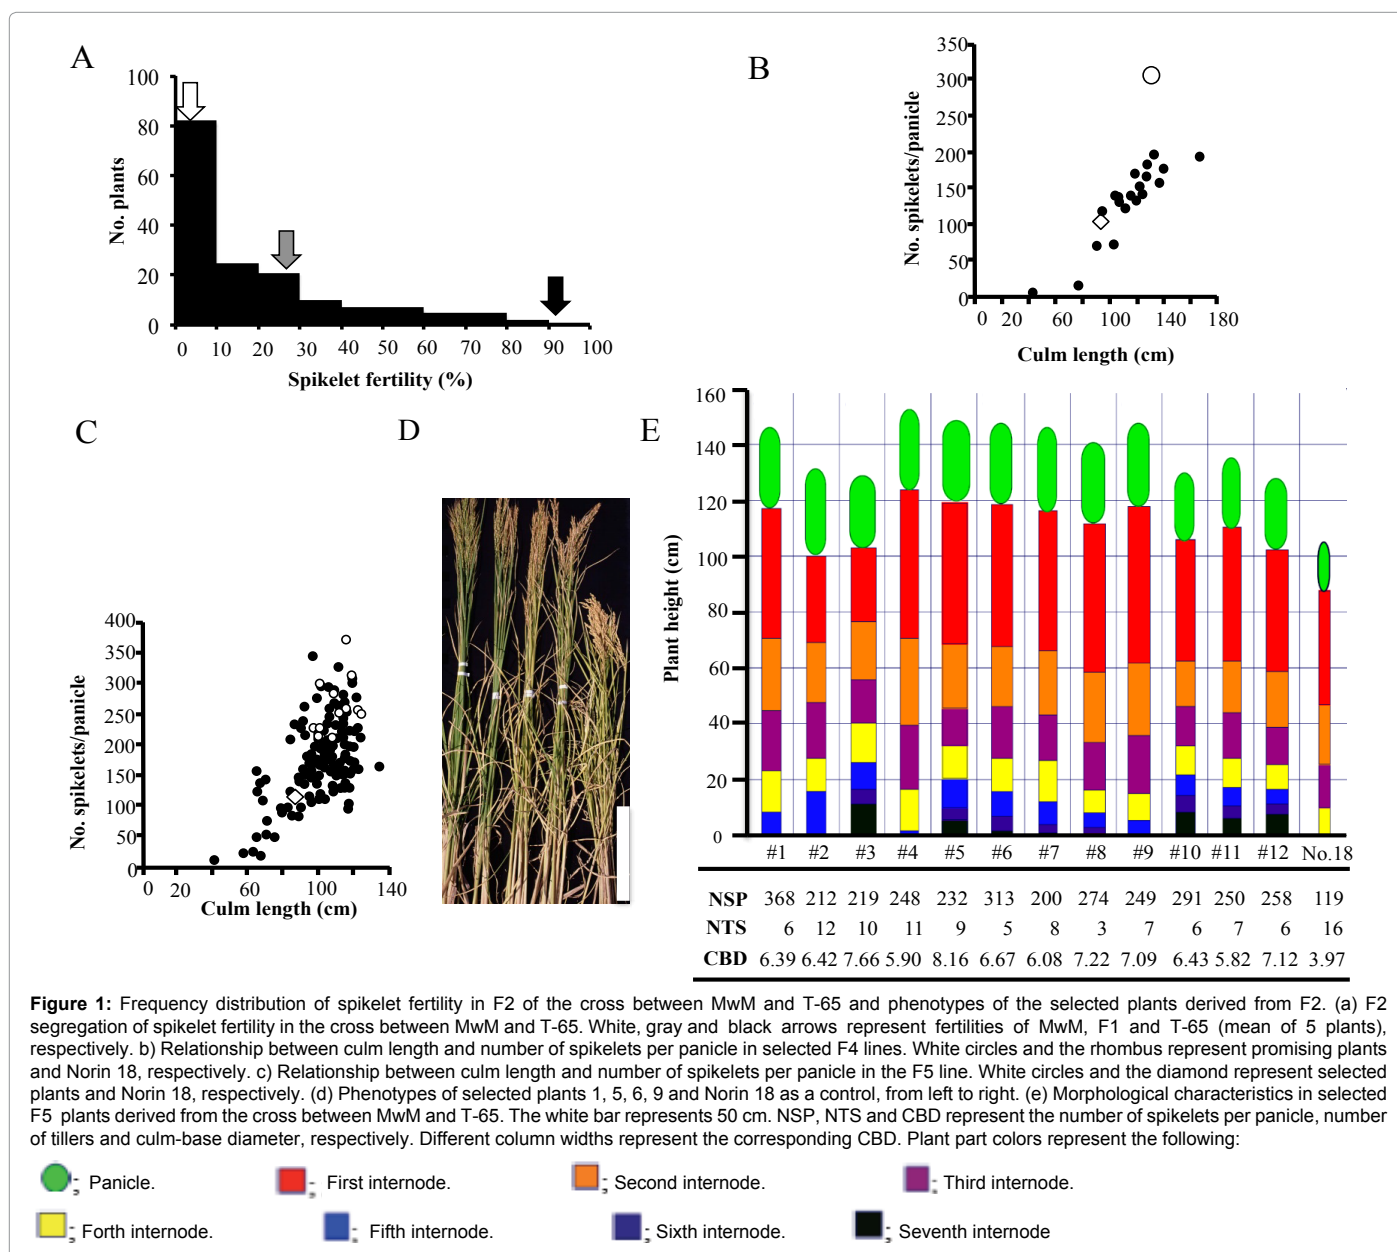 A
100
80
60
40
20
0
No. plants
0 10 20 30 40 50 60 70 80 90 100
Spikelet fertility (%)
B
350
300
250
200
150
100
50
0
No. spikelets/panicle
0 20 60 100 140 180
Culm length (cm)
C
400
350
300
250
200
150
100
50
0
No. spikelets/panicle
0 20 60 100 140
Culm length (cm)
D
E
160
140
120
100
80
60
40
20
0
Plant height (cm)
#1 #2 #3 #4 #5 #6 #7 #8 #9 #10 #11 #12 No.18
NSP 368 212 219 248 232 313 200 274 249 291 250 258 119
NTS 6 12 10 11 9 5 8 3 7 6 7 6 16
CBD 6.39 6.42 7.66 5.90 8.16 6.67 6.08 7.22 7.09 6.43 5.82 7.12 3.97
Figure 1: Frequency distribution of spikelet fertility in F2 of the cross between MwM and T-65 and phenotypes of the selected plants derived from F2. (a) F2
segregation of spikelet fertility in the cross between MwM and T-65. White, gray and black arrows represent fertilities of MwM, F1 and T-65 (mean of 5 plants),
respectively. b) Relationship between culm length and number of spikelets per panicle in selected F4 lines. White circles and the rhombus represent promising plants
and Norin 18, respectively. c) Relationship between culm length and number of spikelets per panicle in the F5 line. White circles and the diamond represent selected
plants and Norin 18, respectively. (d) Phenotypes of selected plants 1, 5, 6, 9 and Norin 18 as a control, from left to right. (e) Morphological characteristics in selected
F5 plants derived from the cross between MwM and T-65. The white bar represents 50 cm. NSP, NTS and CBD represent the number of spikelets per panicle, number
of tillers and culm-base diameter, respectively. Different column widths represent the corresponding CBD. Plant part colors represent the following:
; Panicle. ; First internode. ; Second internode. ; Third internode.
; Forth internode. ; Fifth internode. ; Sixth internode. ; Seventh internode